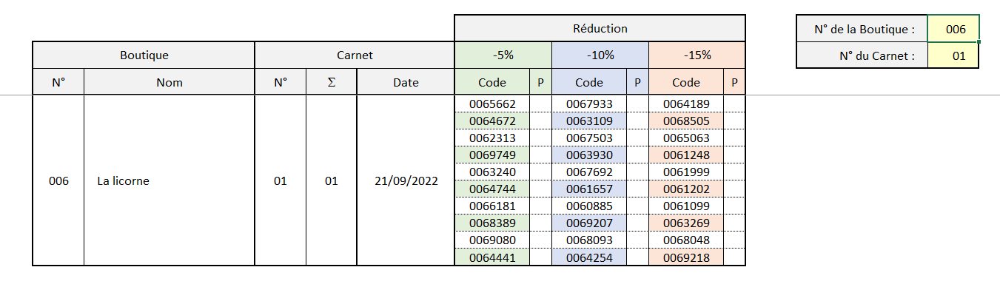 Réduction
N° de la Boutique : 006
Boutique Carnet -5% -10% -15%
N° du Carnet : 01
N° Nom N° Σ Date Code P Code P Code P
0065662 0067933 0064189
0064672 0063109 0068505
0062313 0067503 0065063
0069749 0063930 0061248
0063240 0067692 0061999
006 La licorne 01 01 21/09/2022
0064744 0061657 0061202
0066181 0060885 0061099
0068389 0069207 0063269
0069080 0068093 0068048
0064441 0064254 0069218